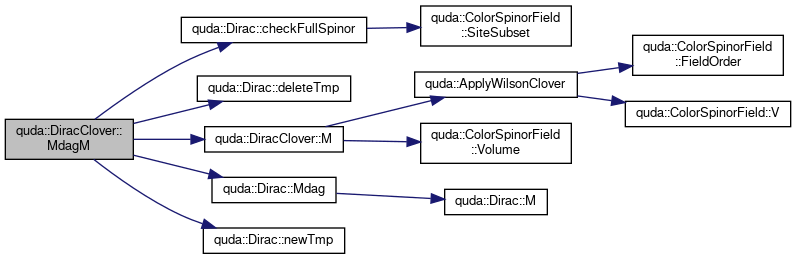 quda::DiracClover::
MdagM
quda::Dirac::checkFullSpinor
quda::ColorSpinorField
::SiteSubset
quda::Dirac::deleteTmp
quda::DiracClover::M
quda::ApplyWilsonClover
quda::ColorSpinorField
::FieldOrder
quda::ColorSpinorField::V
quda::ColorSpinorField
::Volume
quda::Dirac::Mdag
quda::Dirac::M
quda::Dirac::newTmp